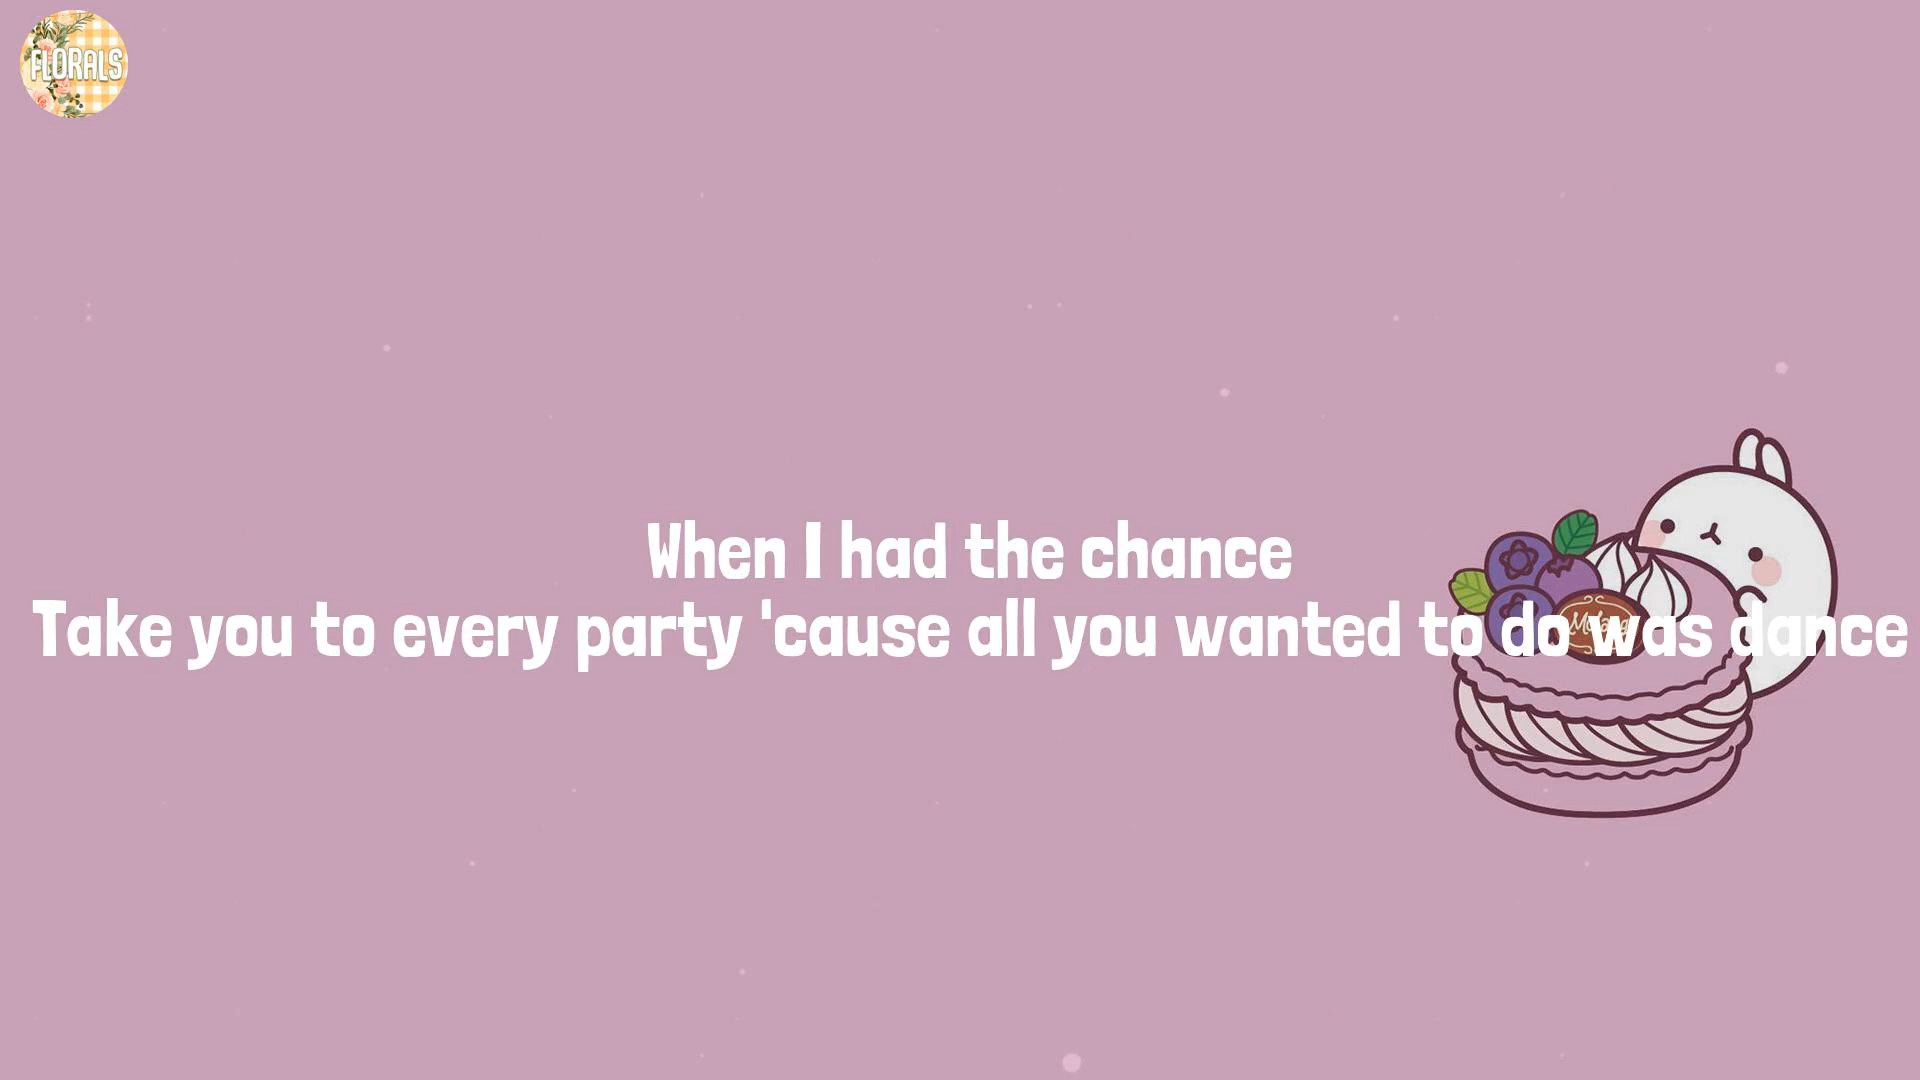 FLORALS
When I had the chance
Take you to every party 'cause all you wanted to do was dance